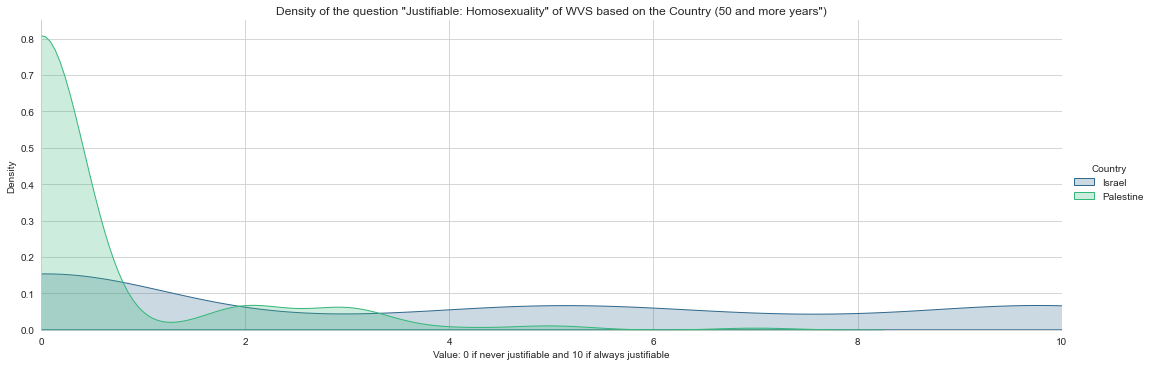 Density of the question "Justifiable: Homosexuality" of WVS based on the Country (50 and more years")
0.8
0.7
0.6
0.5
0.4
0.3
0.2
0.1
0.0
Density
0 2 4 6 8 10
Value: 0 if never justifiable and 10 if always justifiable
Country
Israel
Palestine